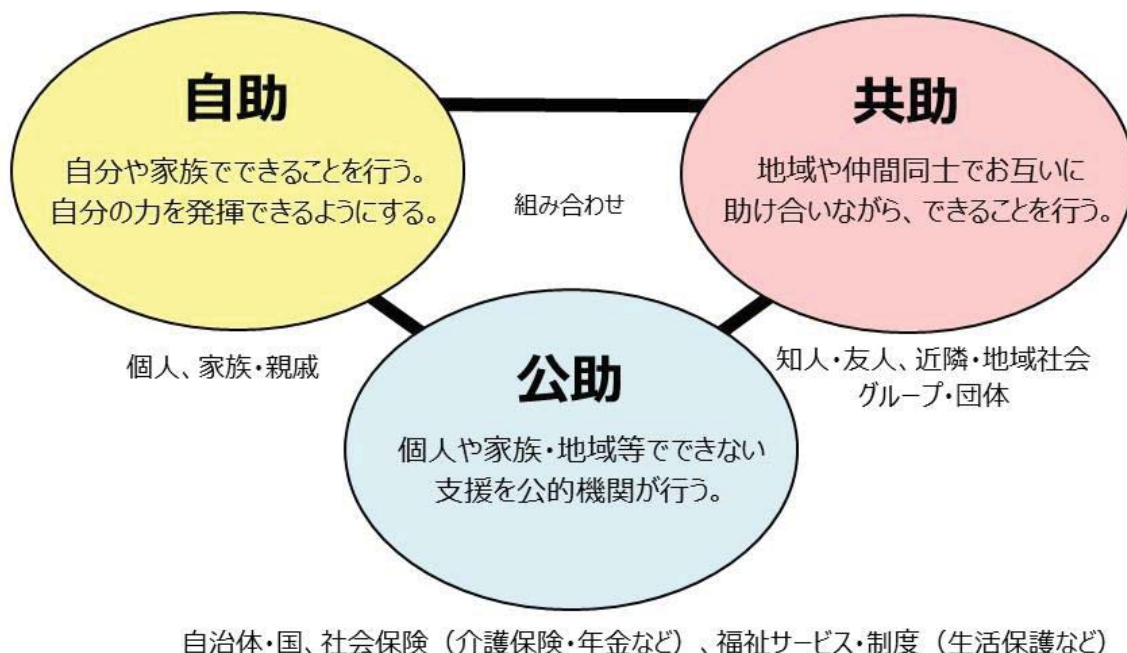 自助
自分や家族でできることを行う。
自分の力を発揮できるようにする。
共助
地域や仲間同士でお互いに
助け合いながら、できることを行う。
組み合わせ
個人、家族・親戚
知人・友人、近隣・地域社会
グループ・団体
公助
個人や家族・地域等でできない
支援を公的機関が行う。
自治体・国、社会保険（介護保険・年金など）、福祉サービス・制度（生活保護など）